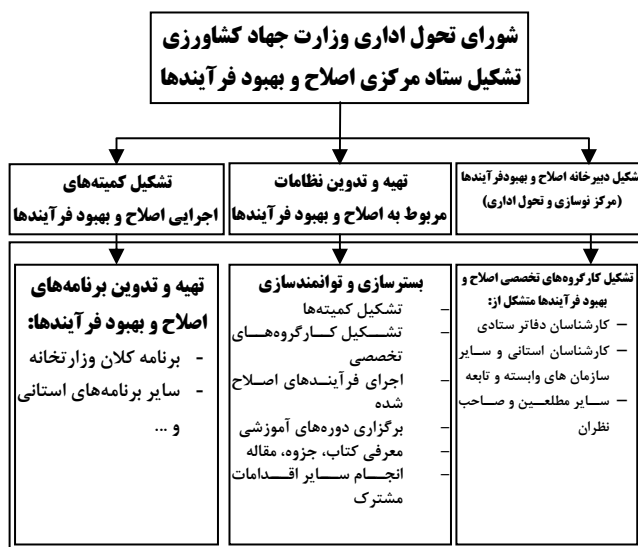 شورای تحول اداری وزارت جهاد کشاورزی
تشکیل ستاد مرکزی اصلاح و بهبود فرآیندها
شکیل دبیرخانه اصلاح و بهبودفرآیندها
(مرکز نوسازی و تحول اداری)
تهیه و تدوین نظامات
مربوط به اصلاح و بهبود فرآیندها
تشکیل کمیته‌های
اجرایی اصلاح و بهبود فرآیندها
تشکیل کارگروه‌های تخصصی اصلاح و
بهبود فرآیندها متشکل از:
– کارشناسان دفاتر ستادی
– کارشناسان استانی و سایر
سازمان های وابسته و تابعه
– سایر مطلعین و صاحب
نظران
بسترسازی و توانمندسازی
– تشکیل کمیته‌ها
– تشکیل کارگروه‌های
تخصصی
– اجرای فرآیندهای اصلاح
شده
– برگزاری دوره‌های آموزشی
– معرفی کتاب، جزوه، مقاله
– انجام سایر اقدامات
مشترک
تهیه و تدوین برنامه‌های
اصلاح و بهبود فرآیندها:
- برنامه کلان وزارتخانه
- سایر برنامه‌های استانی
و ...